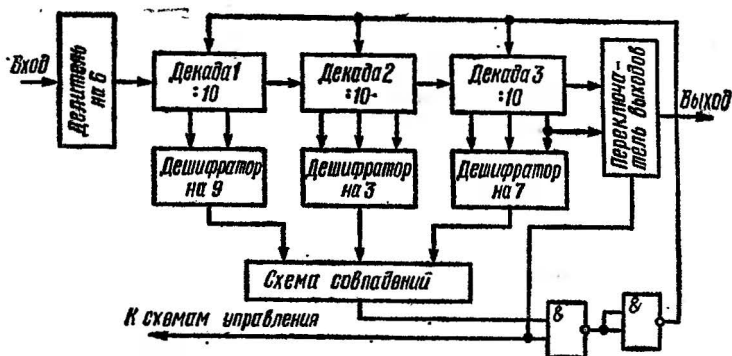 Вход
Делитель
на 6
Декада 1
:10
Декада 2
:10
Декада 3
:10
Переключа-
тель выходов
Выход
Дешифратор
на 9
Дешифратор
на 3
Дешифратор
на 7
Схема совпадений
К схемам управления
&
&